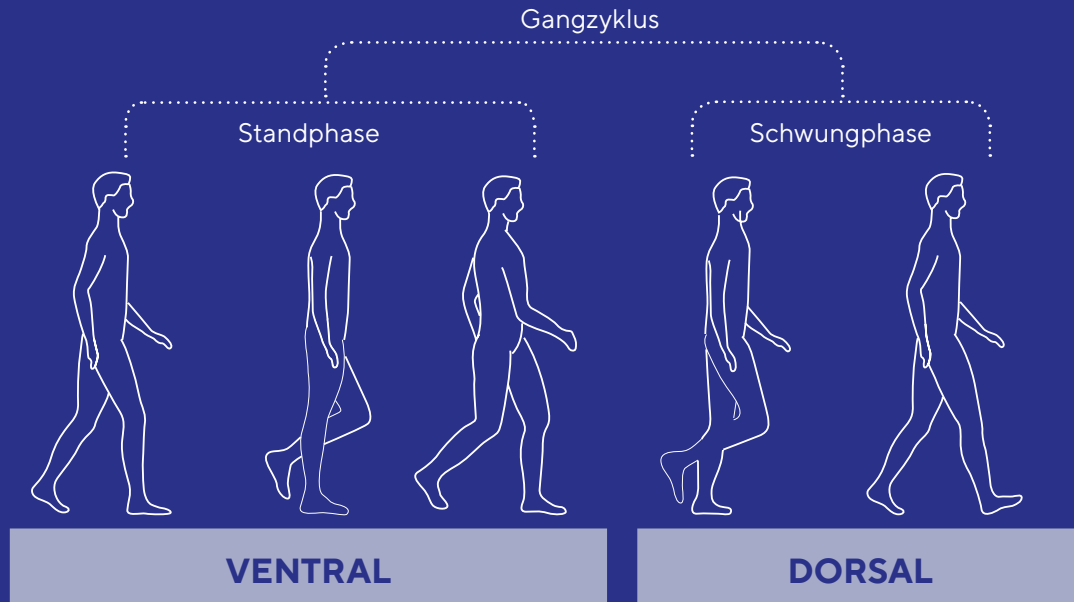 Gangzyklus
Standphase
Schwungphase
VENTRAL
DORSAL